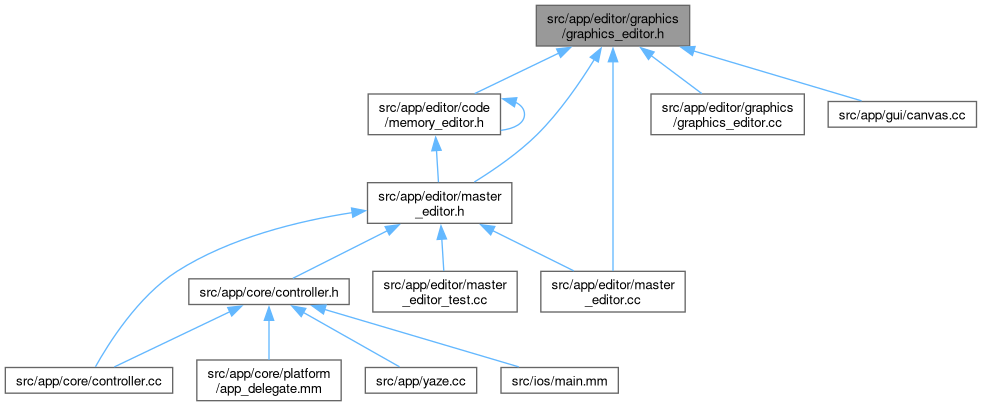 src/app/editor/graphics
/graphics_editor.h
src/app/editor/code
/memory_editor.h
src/app/editor/graphics
/graphics_editor.cc
src/app/gui/canvas.cc
src/app/editor/master
_editor.h
src/app/core/controller.h
src/app/editor/master
_editor_test.cc
src/app/editor/master
_editor.cc
src/app/core/controller.cc
src/app/core/platform
/app_delegate.mm
src/app/yaze.cc
src/ios/main.mm